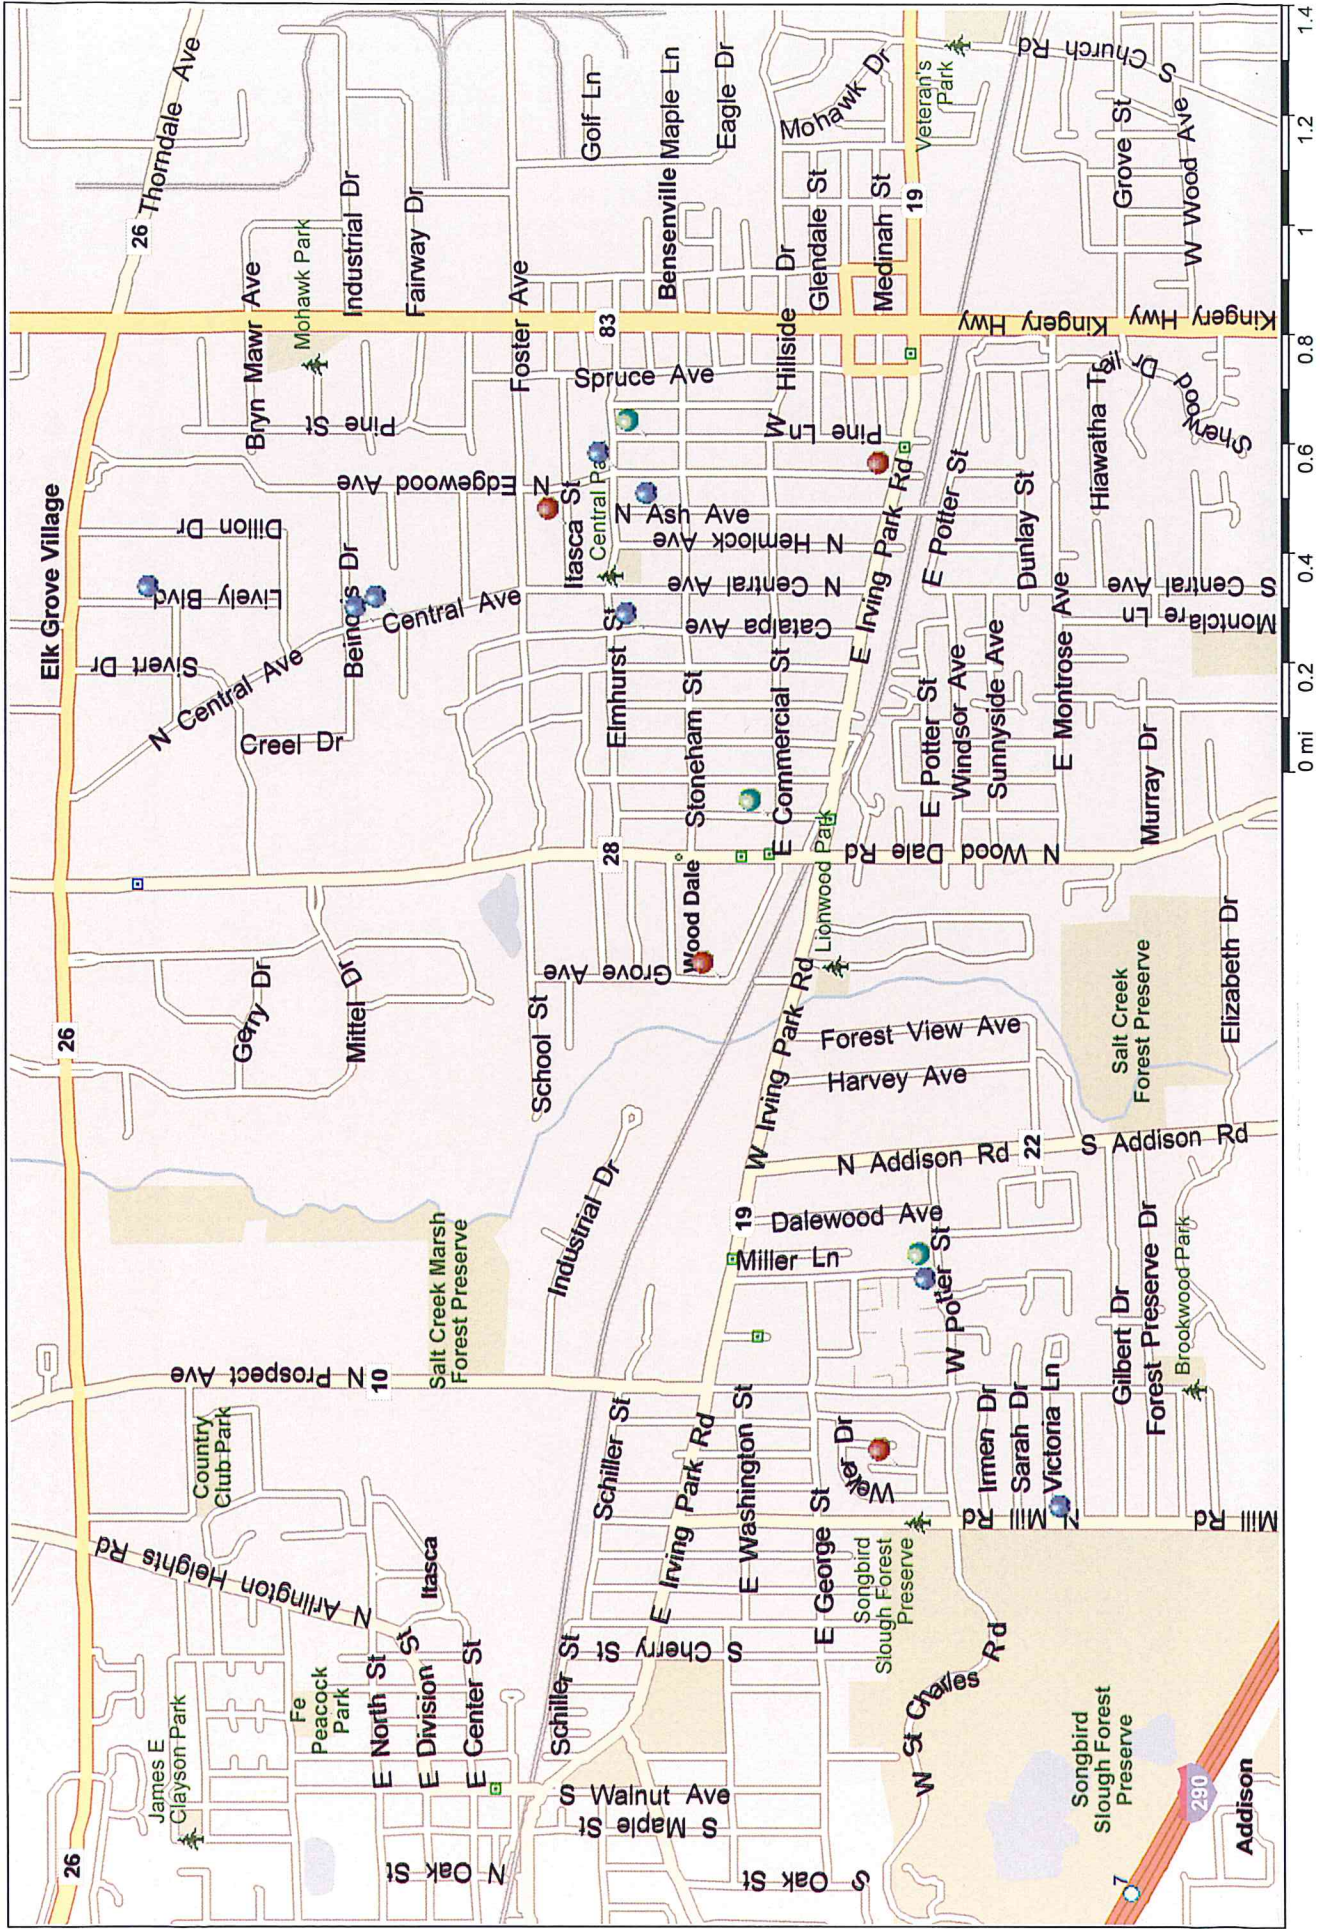 Elk Grove Village
26
26
26 Thorndale Ave
N Arlington Heights Rd
James E
Clayson Park
Country
Club Park
N Prospect Ave
10
Sivert Dr
Lively Blvd
Dillon Dr
N Central Ave
Creel Dr
Gerry Dr
Mittel Dr
Bryn Mawr Ave
Mohawk Park
Pine St
Industrial Dr
Fairway Dr
N Edgewood Ave
Beinoris Dr
Central Ave
Fe
Peacock
Park
E North St
E Division St
E Center St
Itasca
N Oak St
Salt Creek Marsh
Forest Preserve
School St
Industrial Dr
Foster Ave
Itasca St
Central Pa
Golf Ln
83
28
Elmhurst St
Grove Ave
Wood Dale
Stoneham St
Spruce Ave
N Ash Ave
N Hemlock Ave
N Central Ave
Catalpa Ave
Bensenville
Maple Ln
Eagle Dr
Schiller St
Schiller St
S Cherry St
S Walnut Ave
S Maple St
S Oak St
E Irving Park Rd
E Washington St
E George St
W Irving Park Rd
19
Miller Ln
Dalewood Ave
N Addison Rd
22
S Addison Rd
Harvey Ave
Forest View Ave
Lionwood Park
E Commercial St
E Irving Park Rd
W Hillside Dr
Pine Ln
Glendale St
Medinah St
Mohawk Dr
19
Veteran's
Park
S Church Rd
Grove St
W Wood Ave
Kingery Hwy
Kingery Hwy
Kingery
N Wood Dale Rd
E Potter St
E Potter St
Windsor Ave
Sunnyside Ave
Dunlay St
E Montrose Ave
Hiawatha Trail
Sherwood Dr
S Central Ave
Montclare Ln
Murray Dr
Elizabeth Dr
Salt Creek
Forest Preserve
W Potter St
Irmen Dr
Sarah Dr
Victoria Ln
Gilbert Dr
Forest Preserve Dr
Brookwood Park
N Mill Rd
Mill Rd
Songbird
Slough Forest
Preserve
W St Charles Rd
Songbird
Slough Forest
Preserve
290
7
Addison
0 mi 0.2 0.4 0.6 0.8 1 1.2 1.4